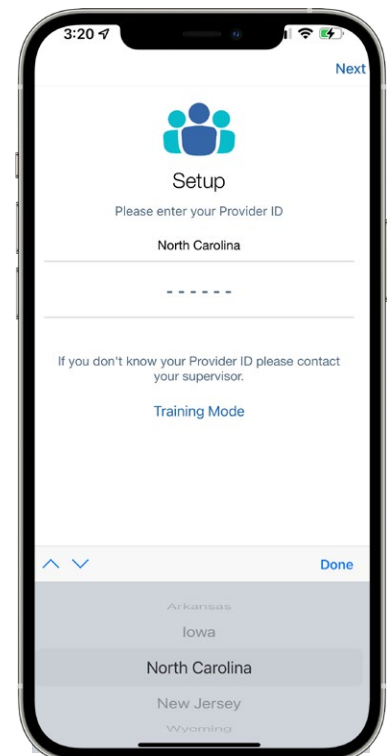 3:20
Next
Setup
Please enter your Provider ID
North Carolina
- - - - - -
If you don't know your Provider ID please contact
your supervisor.
Training Mode
Done
Arkansas
Iowa
North Carolina
New Jersey
Wyoming